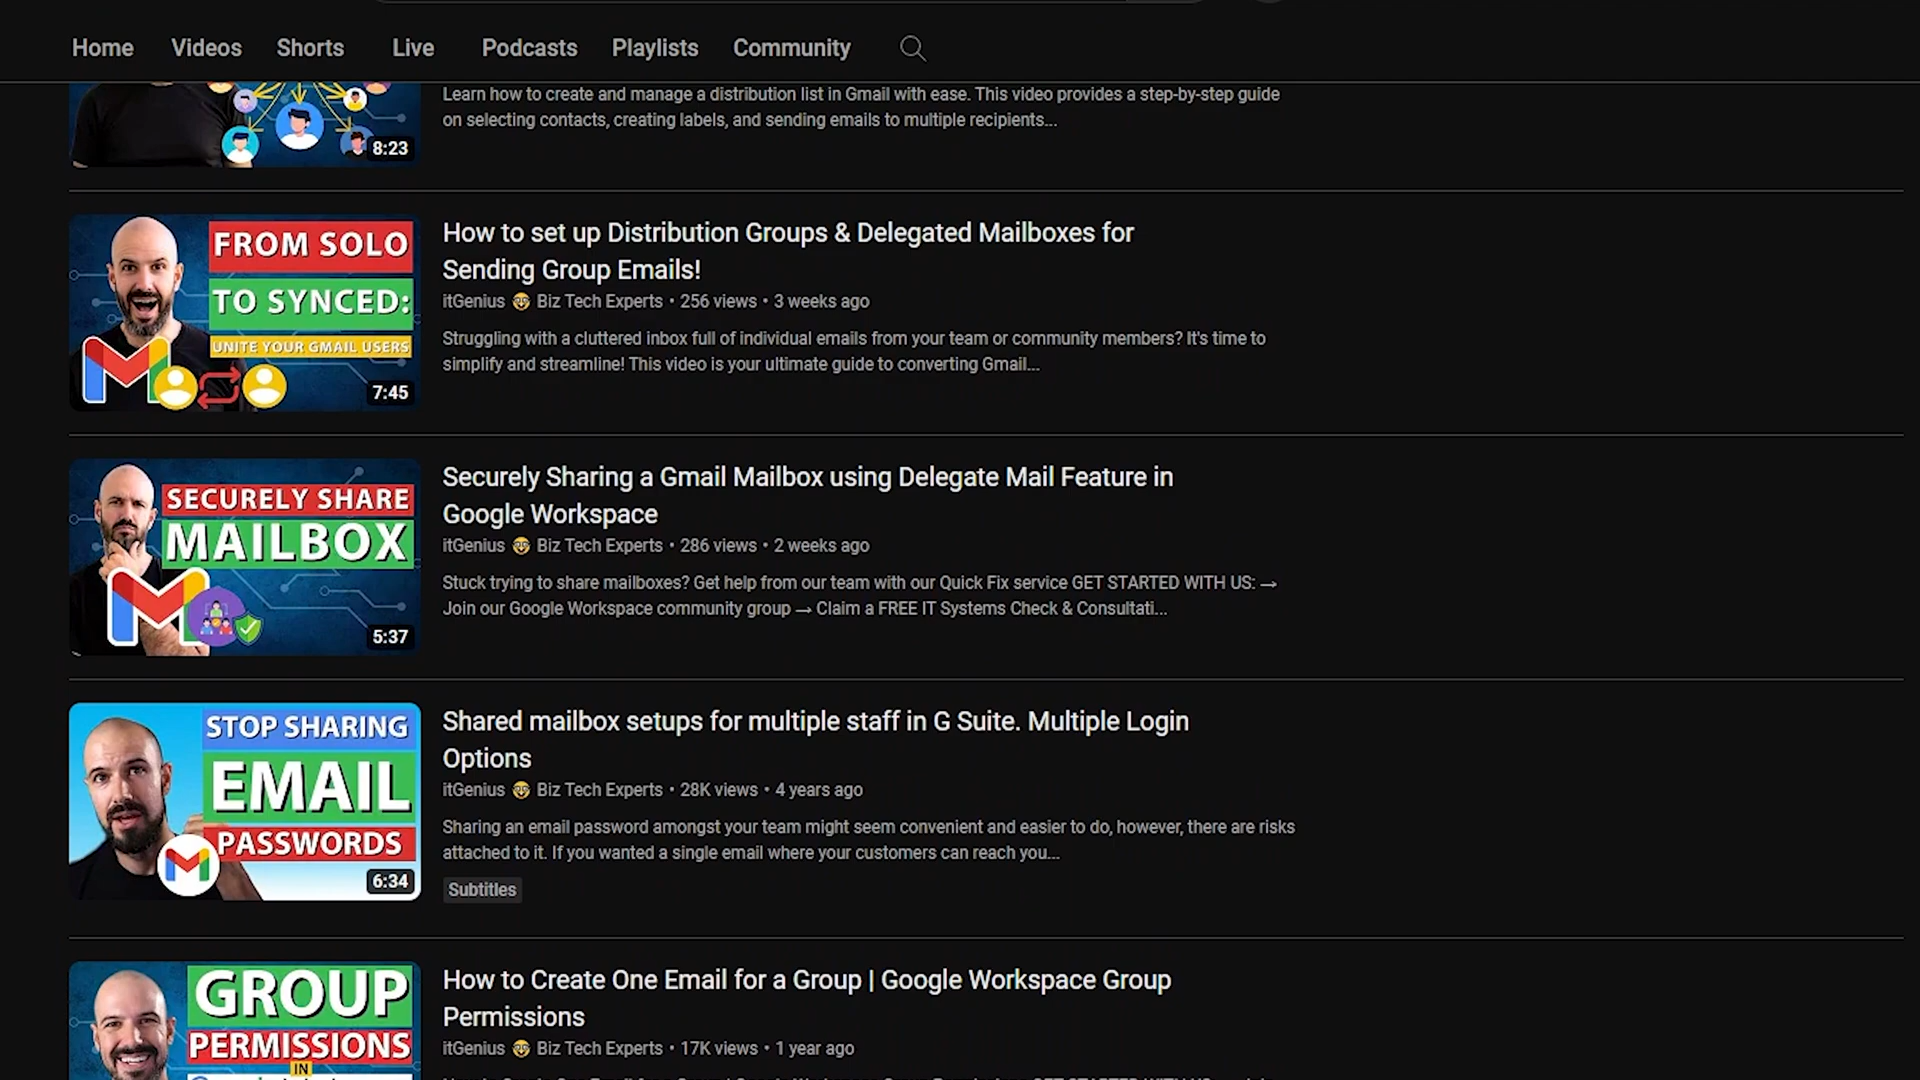 Home Videos Shorts Live Podcasts Playlists Community
Learn how to create and manage a distribution list in Gmail with ease. This video provides a step-by-step guide
on selecting contacts, creating labels, and sending emails to multiple recipients...
8:23
FROM SOLO
TO SYNCED:
UNITE YOUR GMAIL USERS
7:45
How to set up Distribution Groups & Delegated Mailboxes for
Sending Group Emails!
itGenius 🤓 Biz Tech Experts • 256 views • 3 weeks ago
Struggling with a cluttered inbox full of individual emails from your team or community members? It's time to
simplify and streamline! This video is your ultimate guide to converting Gmail...
SECURELY SHARE
MAILBOX
5:37
Securely Sharing a Gmail Mailbox using Delegate Mail Feature in
Google Workspace
itGenius 🤓 Biz Tech Experts • 286 views • 2 weeks ago
Stuck trying to share mailboxes? Get help from our team with our Quick Fix service GET STARTED WITH US: →
Join our Google Workspace community group → Claim a FREE IT Systems Check & Consultati...
STOP SHARING
EMAIL
PASSWORDS
6:34
Shared mailbox setups for multiple staff in G Suite. Multiple Login
Options
itGenius 🤓 Biz Tech Experts • 28K views • 4 years ago
Sharing an email password amongst your team might seem convenient and easier to do, however, there are risks
attached to it. If you wanted a single email where your customers can reach you...
Subtitles
GROUP
PERMISSIONS
IN
How to Create One Email for a Group | Google Workspace Group
Permissions
itGenius 🤓 Biz Tech Experts • 17K views • 1 year ago